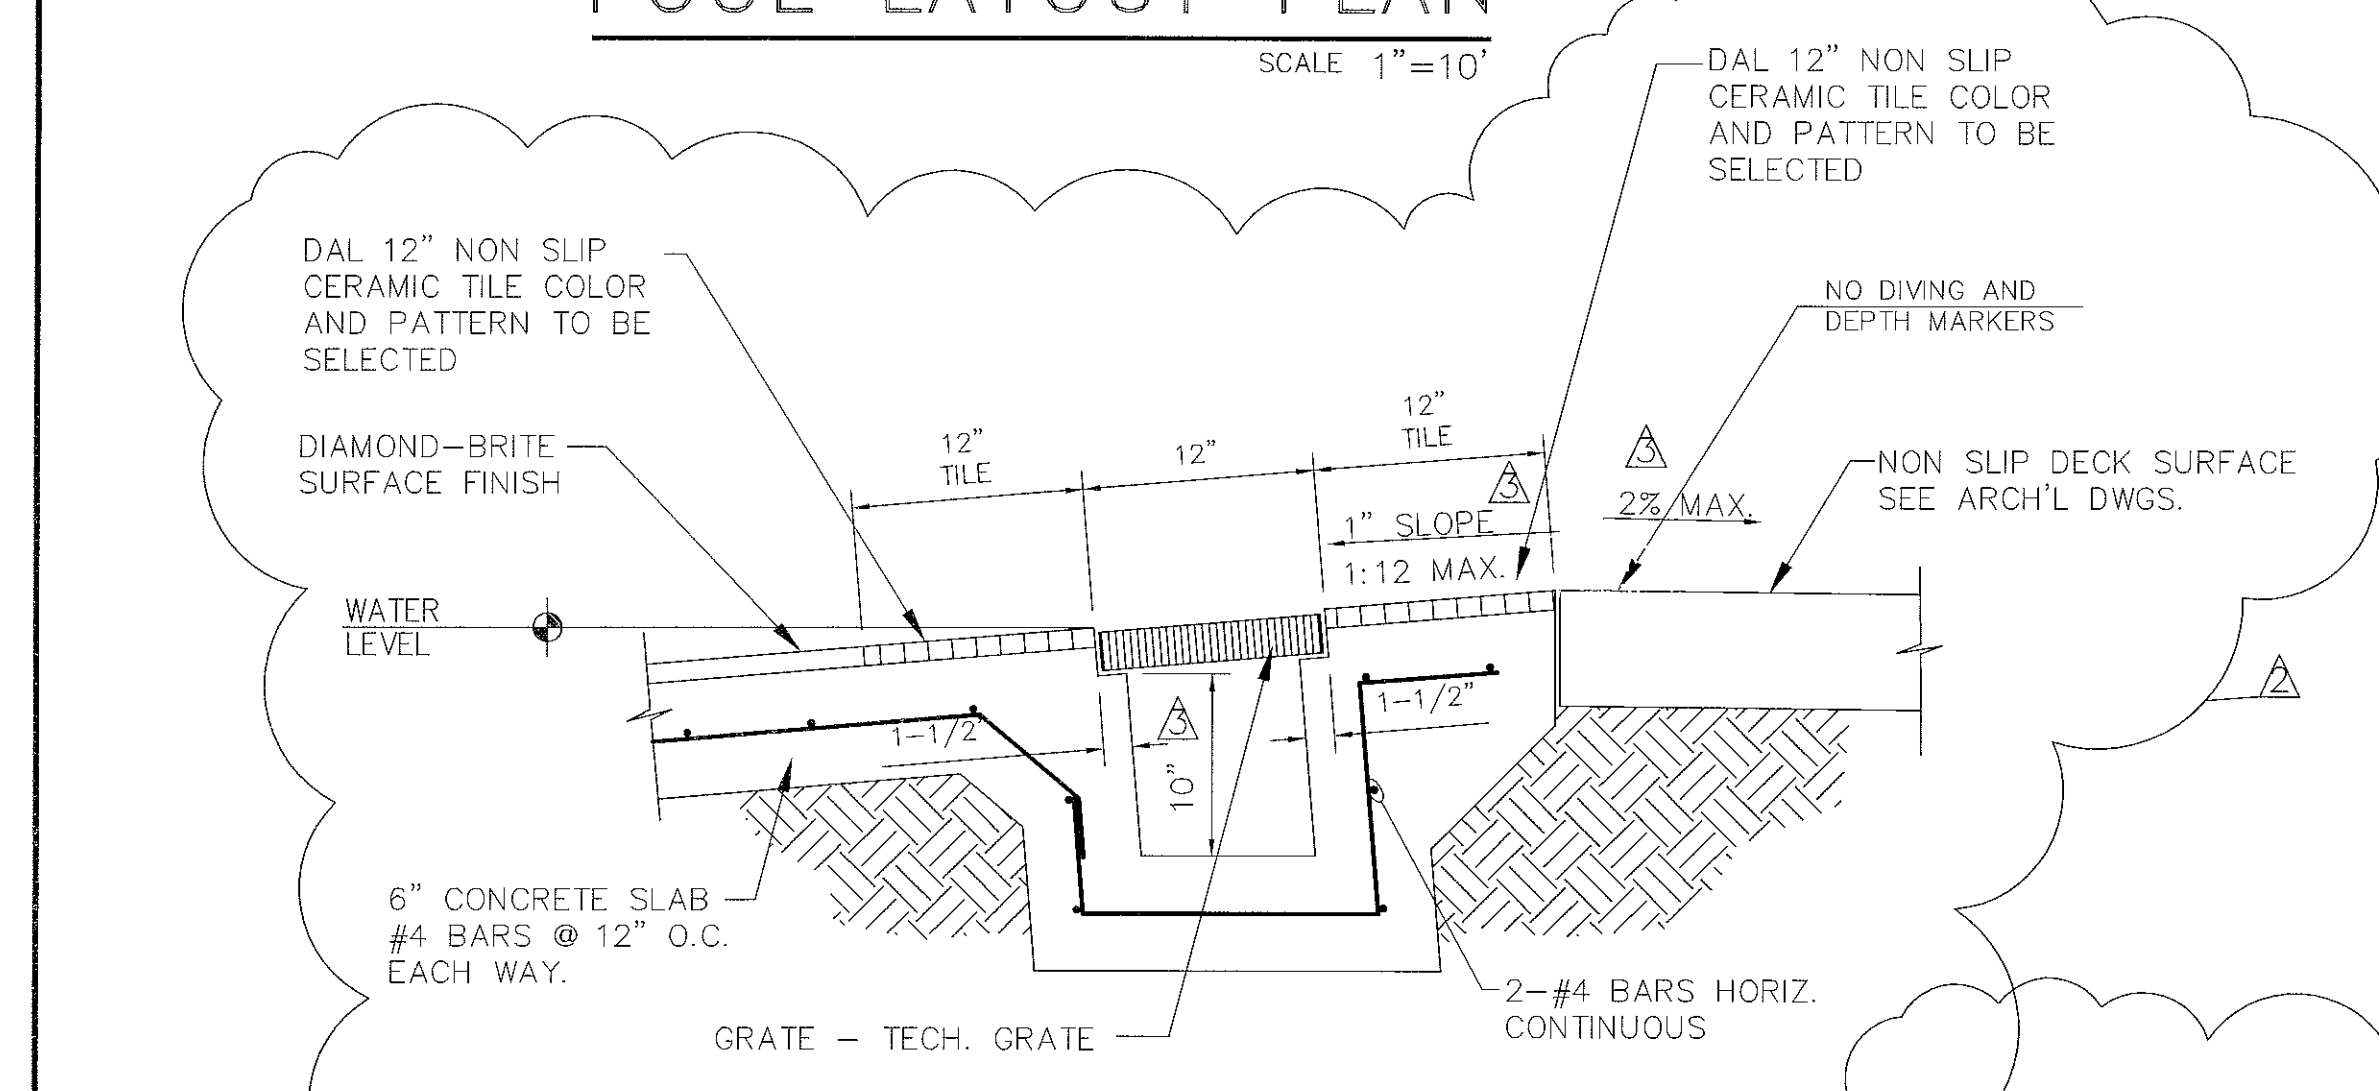 POOL LAYOUT PLAN
SCALE 1"=10'
DAL 12" NON SLIP
CERAMIC TILE COLOR
AND PATTERN TO BE
SELECTED
DAL 12" NON SLIP
CERAMIC TILE COLOR
AND PATTERN TO BE
SELECTED
NO DIVING AND
DEPTH MARKERS
DIAMOND-BRITE
SURFACE FINISH
12"
TILE
12"
12"
TILE
3
3
1" SLOPE
1:12 MAX.
2% MAX.
NON SLIP DECK SURFACE
SEE ARCH'L DWGS.
WATER
LEVEL
2
1-1/2"
3
1-1/2"
10"
6" CONCRETE SLAB
#4 BARS @ 12" O.C.
EACH WAY.
2-#4 BARS HORIZ.
CONTINUOUS
GRATE - TECH. GRATE